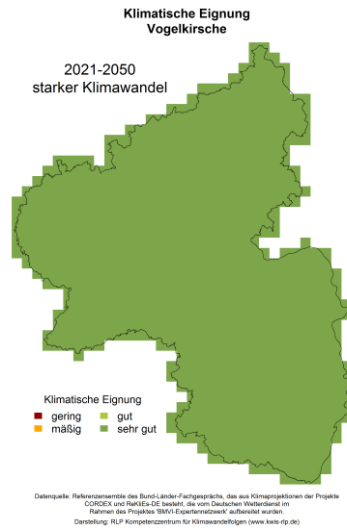 Klimatische Eignung
Vogelkirsche
2021-2050
starker Klimawandel
Klimatische Eignung
gering
gut
mäßig
sehr gut
Datenquelle: Referenzensemble des Bund-Länder-Fachgesprächs, das aus Klimaprojektionen der Projekte
CORDEX und ReKliEs-DE besteht, die vom Deutschen Wetterdienst im
Rahmen des Projektes 'BMVI-Expertennetzwerk' aufbereitet wurden.
Darstellung: RLP Kompetenzzentrum für Klimawandelfolgen (www.kwis-rlp.de)